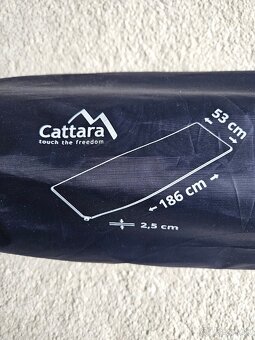 Cattara
touch the freedom
53 cm
186 cm
2,5 cm